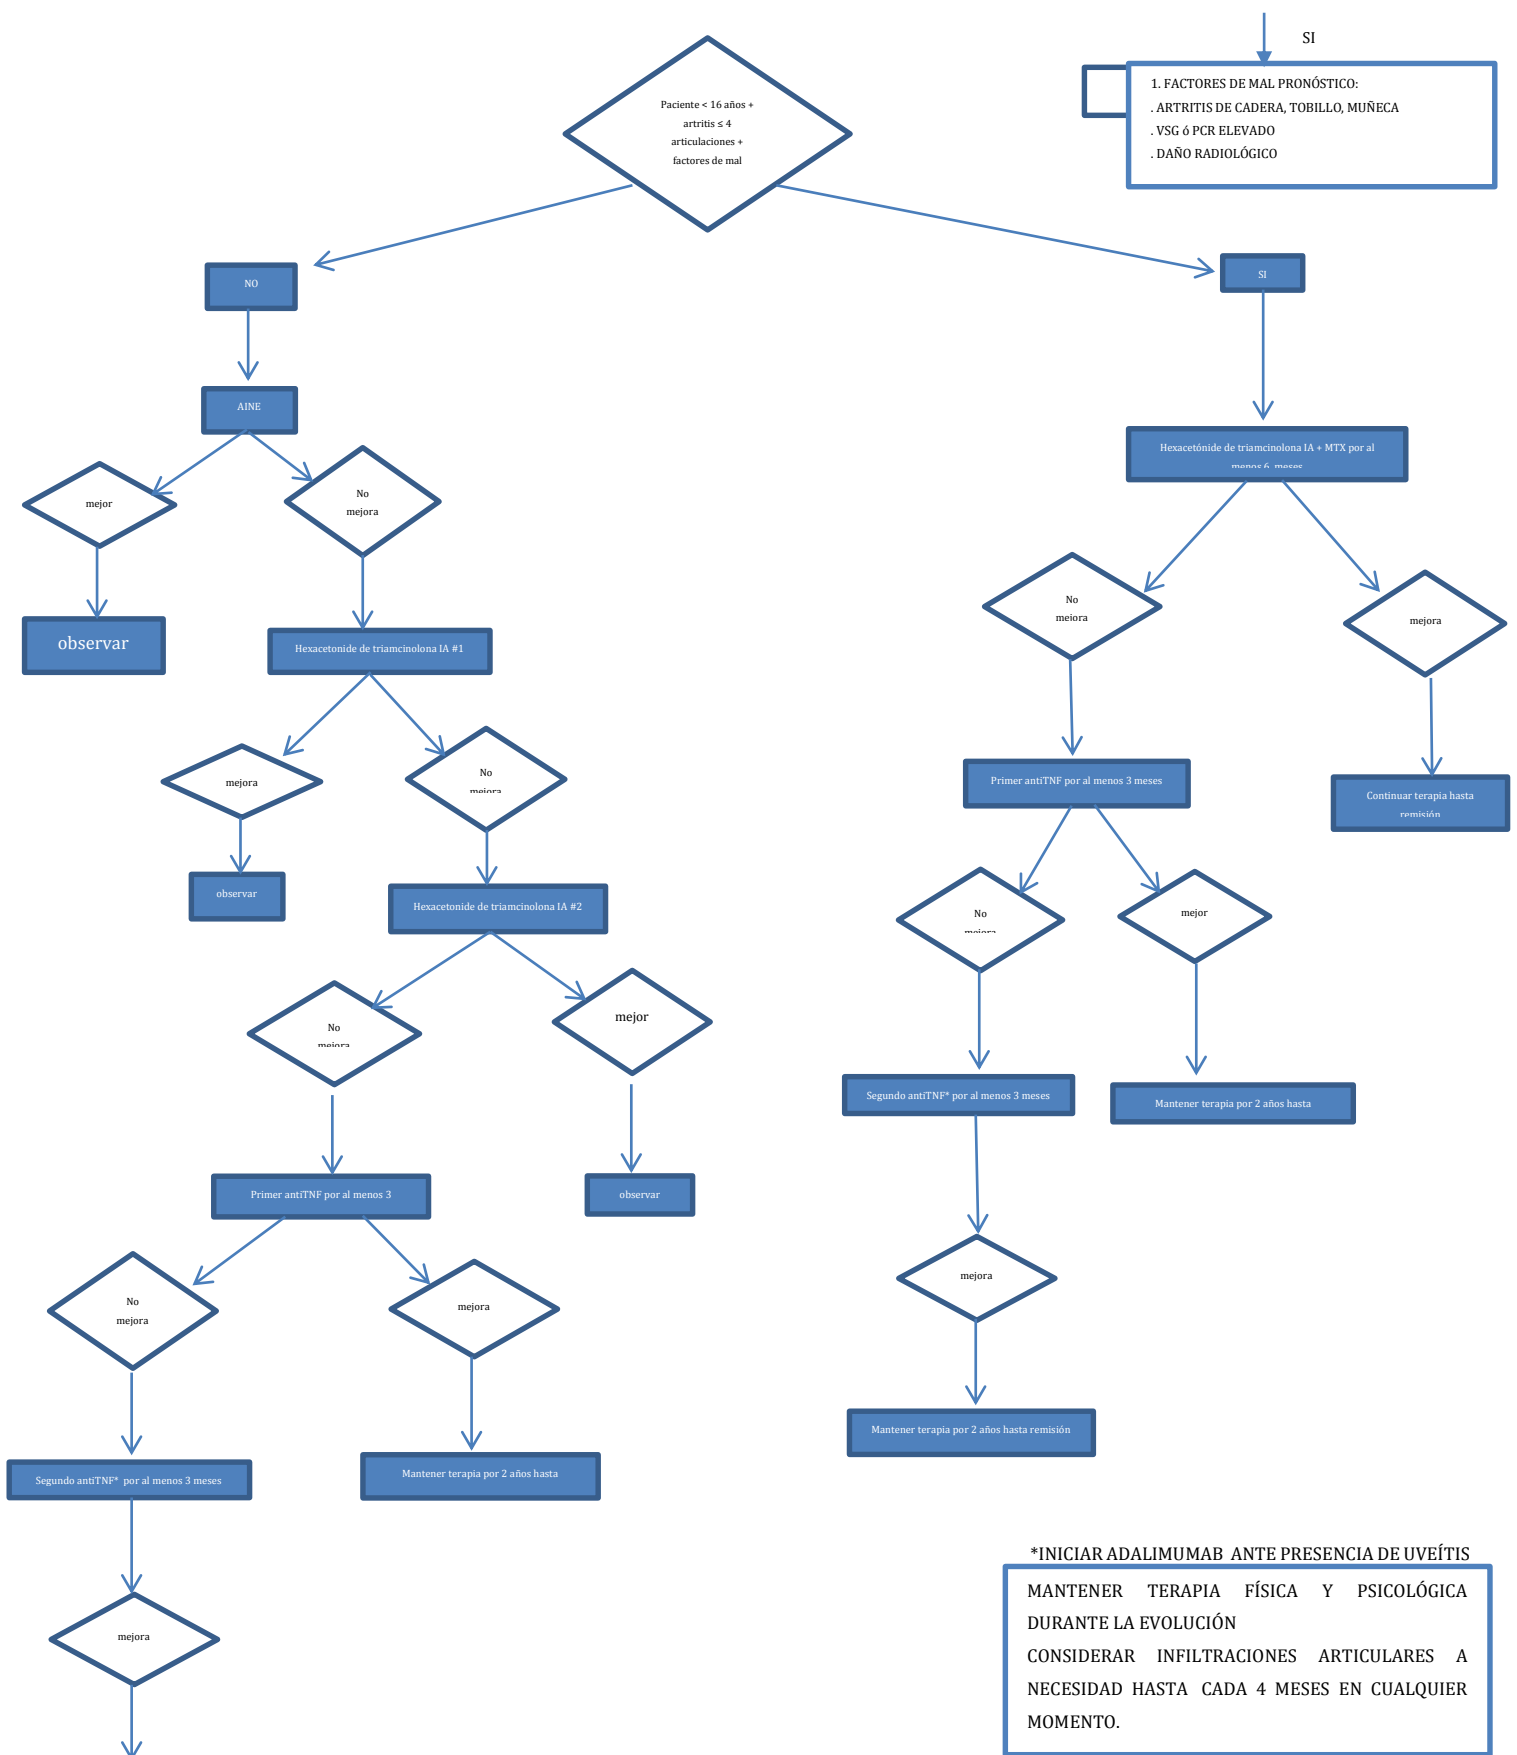 SI
1. FACTORES DE MAL PRONÓSTICO:
. ARTRITIS DE CADERA, TOBILLO, MUÑECA
. VSG ó PCR ELEVADO
. DAÑO RADIOLÓGICO
Paciente < 16 años +
artritis ≤ 4
articulaciones +
factores de mal
NO
SI
AINE
mejor
No
mejora
observar
Hexacetonide de triamcinolona IA #1
mejora
No
mejora
observar
Hexacetonide de triamcinolona IA #2
No
mejora
mejor
Primer antiTNF por al menos 3
observar
No
mejora
mejora
Segundo antiTNF* por al menos 3 meses
Mantener terapia por 2 años hasta
mejora
Hexacetónide de triamcinolona IA + MTX por al
menos 6 meses
No
mejora
mejora
Primer antiTNF por al menos 3 meses
Continuar terapia hasta
remisión
No
mejora
mejor
Segundo antiTNF* por al menos 3 meses
Mantener terapia por 2 años hasta
mejora
Mantener terapia por 2 años hasta remisión
*INICIAR ADALIMUMAB ANTE PRESENCIA DE UVEÍTIS
MANTENER TERAPIA FÍSICA Y PSICOLÓGICA
DURANTE LA EVOLUCIÓN
CONSIDERAR INFILTRACIONES ARTICULARES A
NECESIDAD HASTA CADA 4 MESES EN CUALQUIER
MOMENTO.